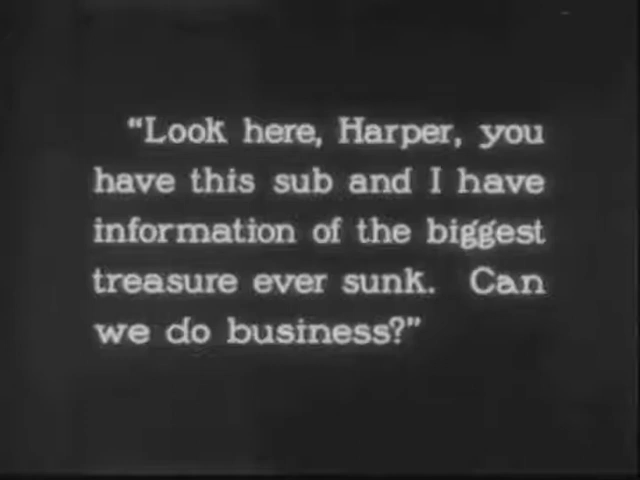 "Look here, Harper, you
have this sub and I have
information of the biggest
treasure ever sunk. Can
we do business?"